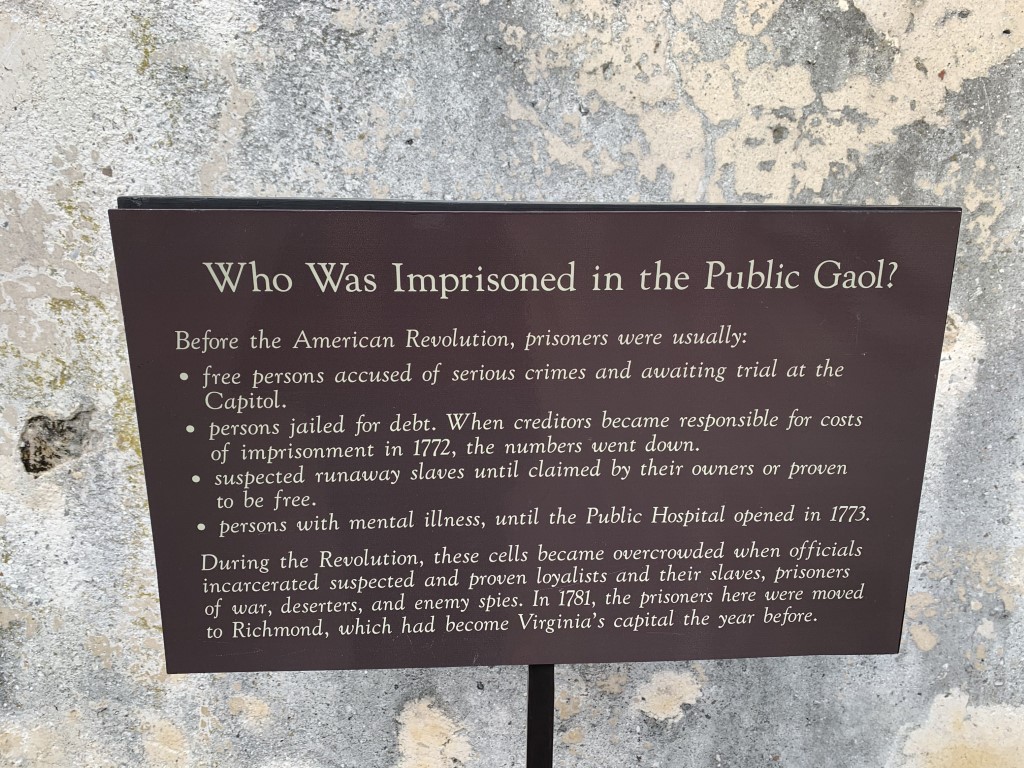 Who Was Imprisoned in the Public Gaol?
Before the American Revolution, prisoners were usually:
• free persons accused of serious crimes and awaiting trial at the
Capitol.
• persons jailed for debt. When creditors became responsible for costs
of imprisonment in 1772, the numbers went down.
• suspected runaway slaves until claimed by their owners or proven
to be free.
• persons with mental illness, until the Public Hospital opened in 1773.
During the Revolution, these cells became overcrowded when officials
incarcerated suspected and proven loyalists and their slaves, prisoners
of war, deserters, and enemy spies. In 1781, the prisoners here were moved
to Richmond, which had become Virginia's capital the year before.